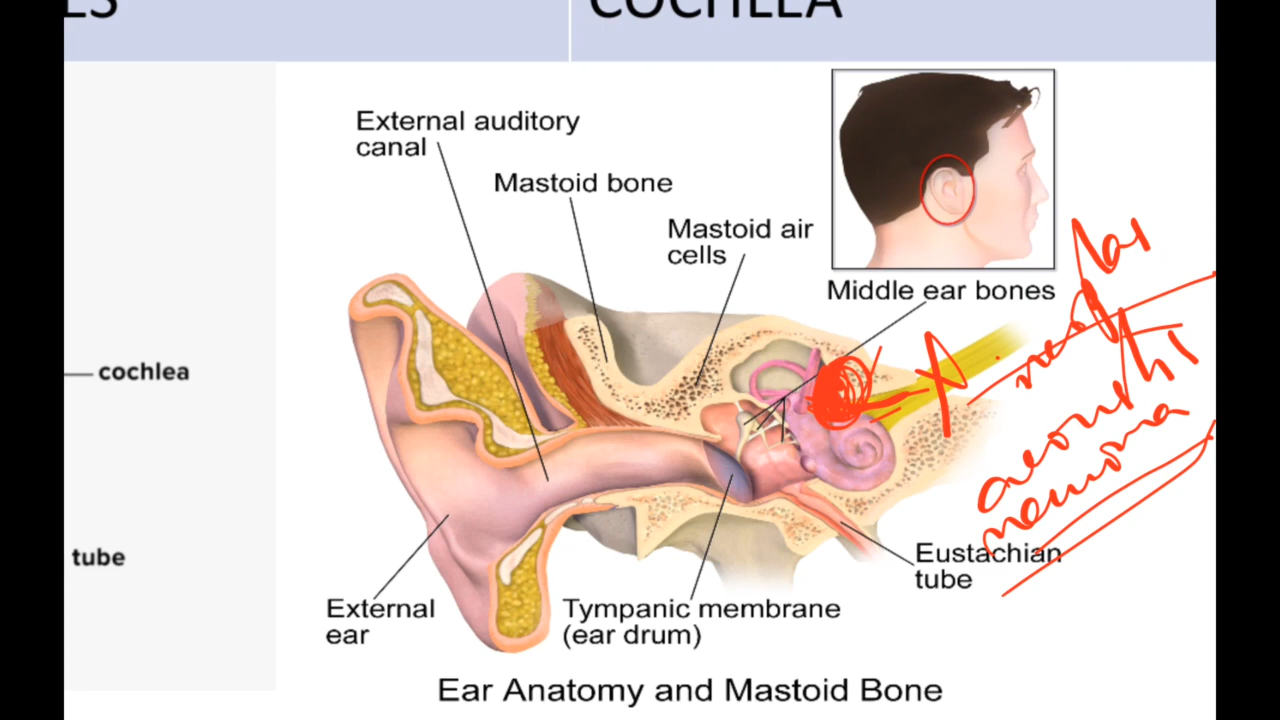 COCHLEA
External auditory
canal
Mastoid bone
Mastoid air
cells
Middle ear bones
cochlea
tube
Eustachian
tube
External
ear
Tympanic membrane
(ear drum)
Ear Anatomy and Mastoid Bone